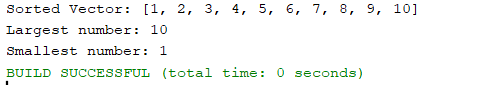 Sorted Vector: [1, 2, 3, 4, 5, 6, 7, 8, 9, 10]
Largest number: 10
Smallest number: 1
BUILD SUCCESSFUL (total time: 0 seconds)